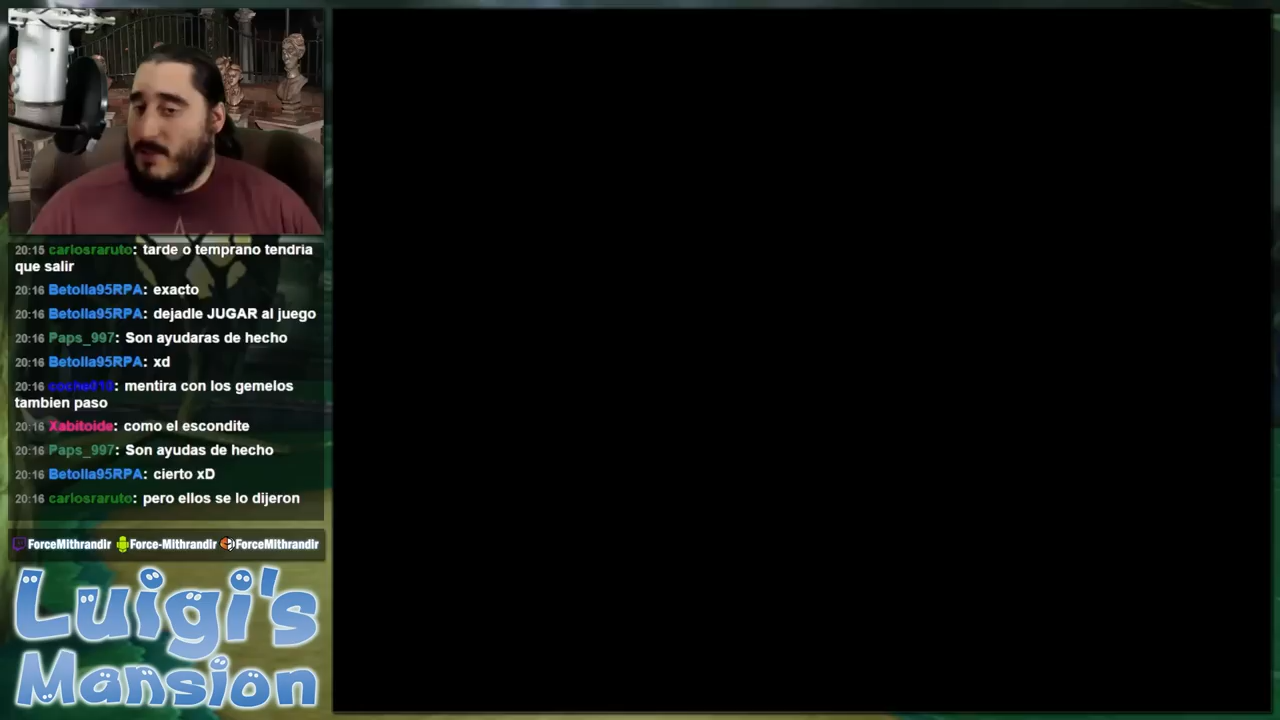 20:15 carlosraruto: tarde o temprano tendria
que salir
20:16 Betolla95RPA: exacto
20:16 Betolla95RPA: dejadle JUGAR al juego
20:16 Paps_997: Son ayudaras de hecho
20:16 Betolla95RPA: xd
20:16 : mentira con los gemelos
tambien paso
20:16 Xabitoide: como el escondite
20:16 Paps_997: Son ayudas de hecho
20:16 Betolla95RPA: cierto xD
20:16 carlosraruto: pero ellos se lo dijeron
ForceMithrandir Force-Mithrandir ForceMithrandir
Luigi's
Mansion